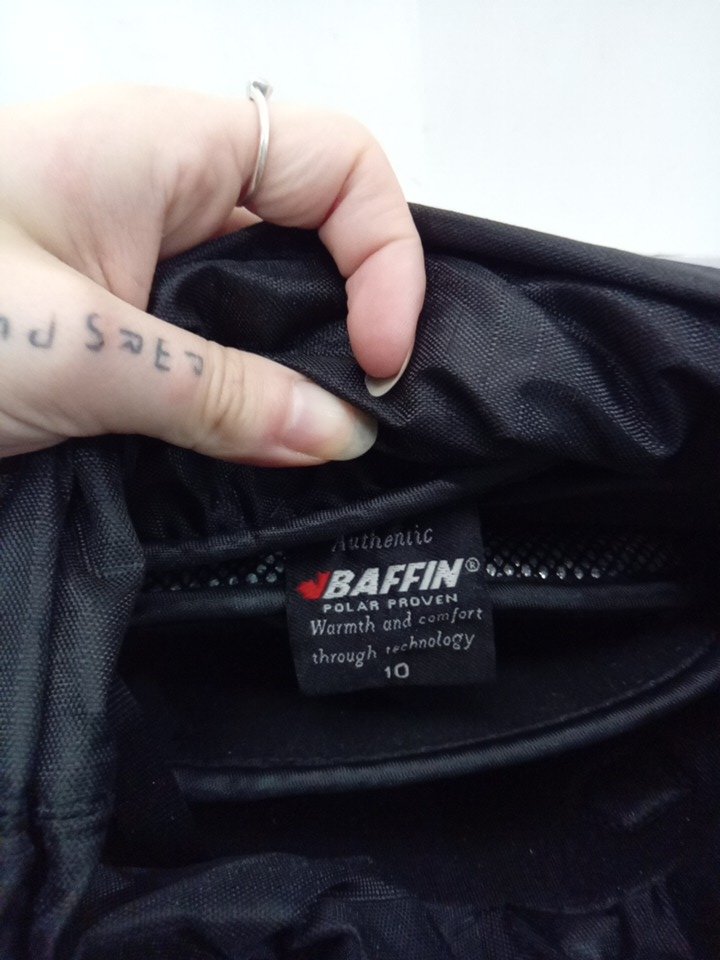 Authentic
BAFFIN®
POLAR PROVEN
Warmth and comfort
through technology
10